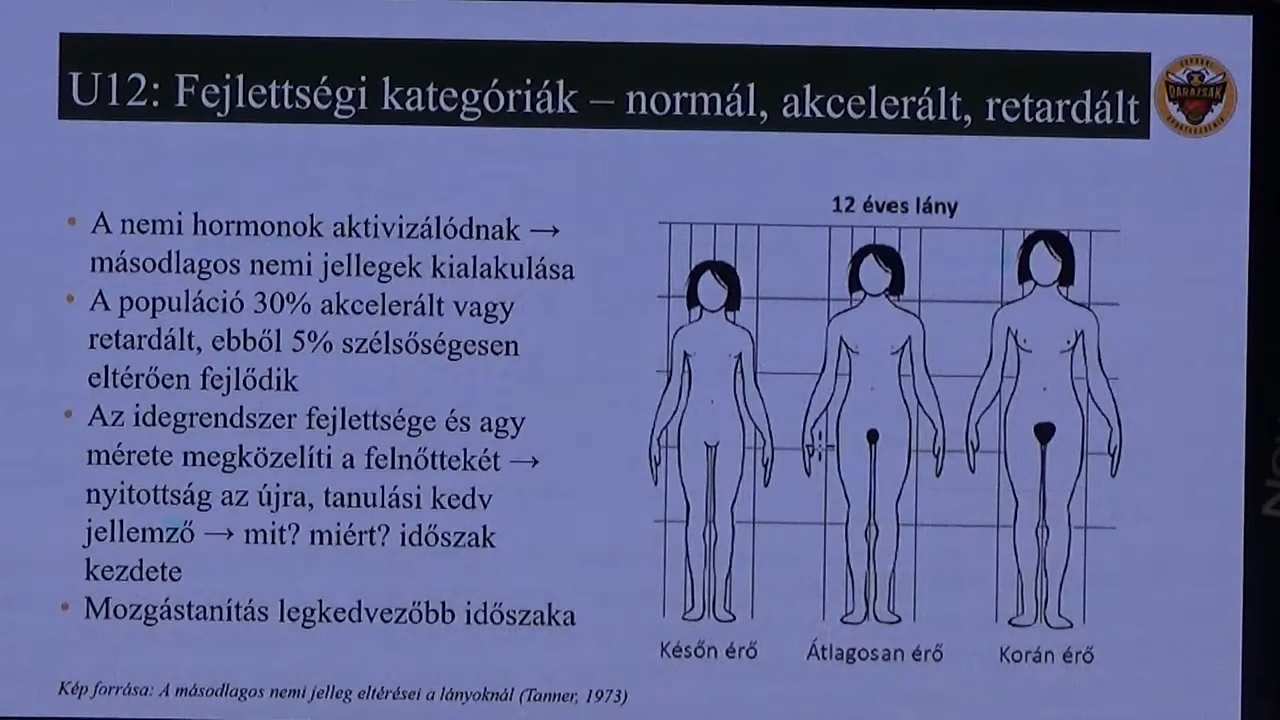 U12: Fejlettségi kategóriák – normál, akcelerált, retardált
SOPRONI
DARAZSAK
SPORTAKADÉMIA
• A nemi hormonok aktivizálódnak →
másodlagos nemi jellegek kialakulása
• A populáció 30% akcelerált vagy
retardált, ebből 5% szélsőségesen
eltérően fejlődik
• Az idegrendszer fejlettsége és agy
mérete megközelíti a felnőttekét →
nyitottság az újra, tanulási kedv
jellemző → mit? miért? időszak
kezdete
• Mozgástanítás legkedvezőbb időszaka
12 éves lány
Későn érő
Átlagosan érő
Korán érő
Kép forrása: A másodlagos nemi jelleg eltérései a lányoknál (Tanner, 1973)